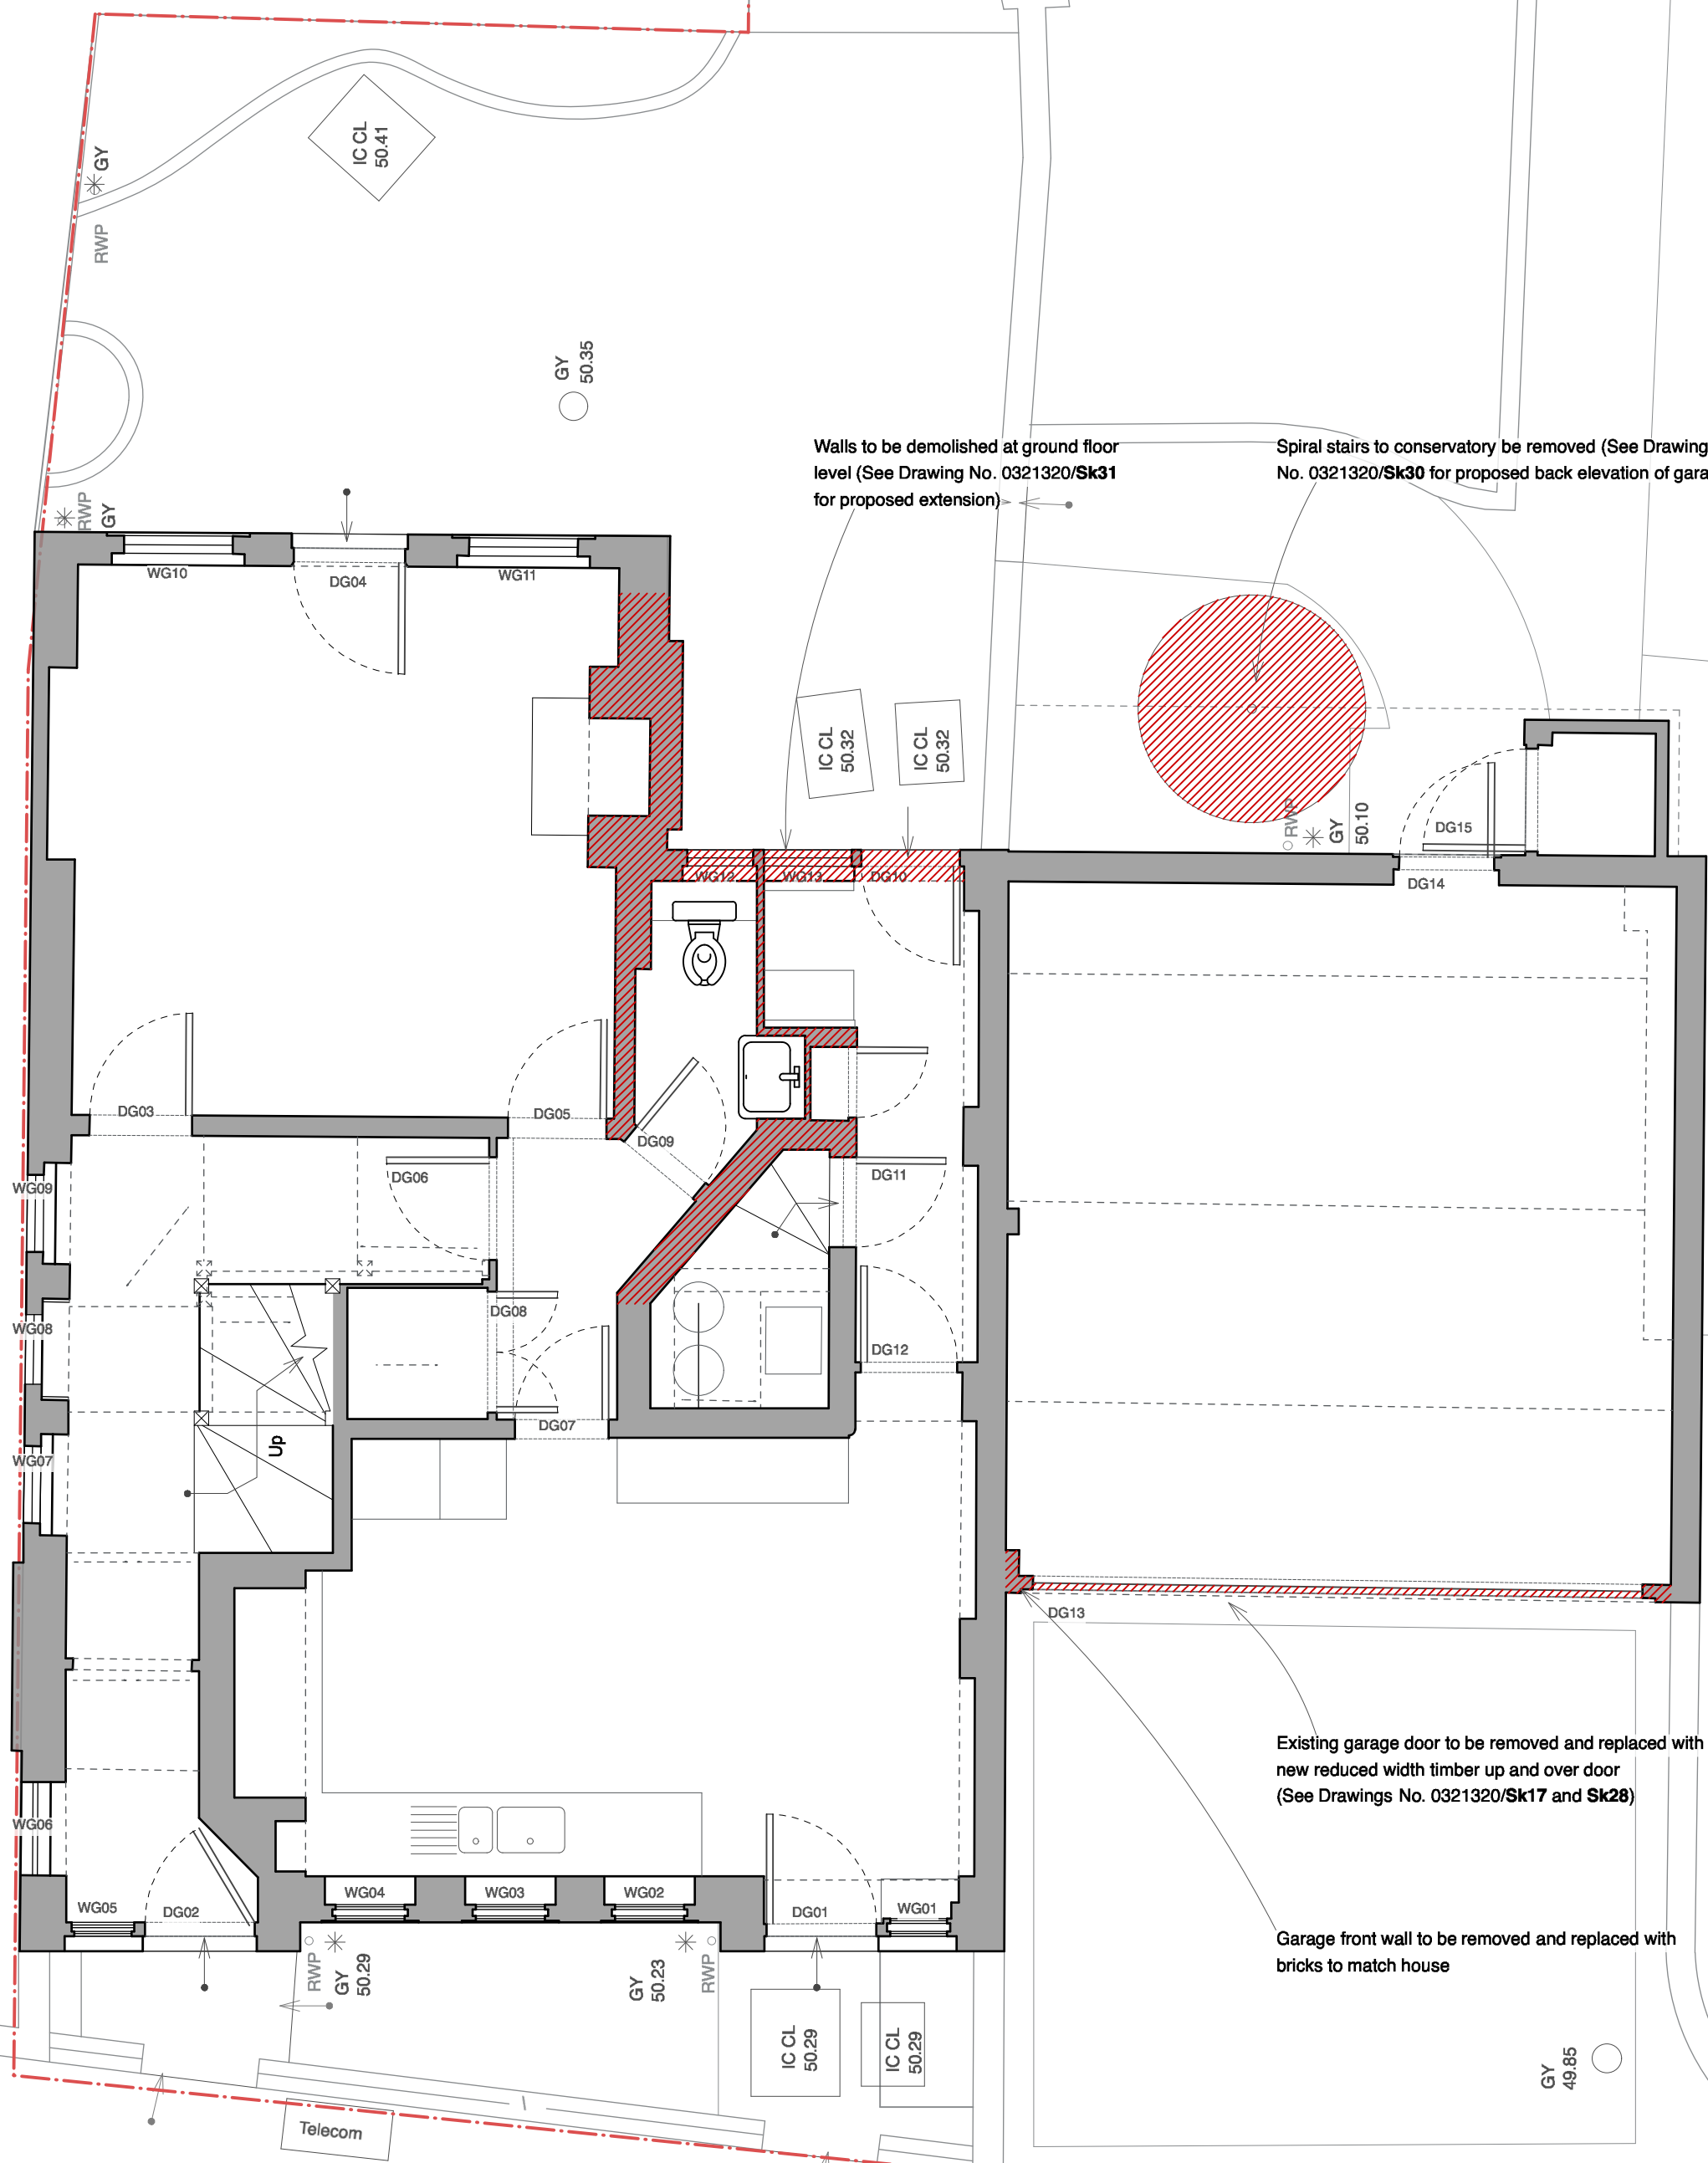 GY
RWP
IC CL
50.41
GY
50.35
Walls to be demolished at ground floor
level (See Drawing No. 0321320/Sk31
for proposed extension)
Spiral stairs to conservatory be removed (See Drawing
No. 0321320/Sk30 for proposed back elevation of gara
RWP
GY
WG10
DG04
WG11
IC CL
50.32
IC CL
50.32
RWP
GY
50.10
DG15
DG14
WG12
WG13
DG10
DG03
DG05
DG09
DG06
DG11
WG09
DG08
WG08
DG12
DG07
Up
WG07
DG13
Existing garage door to be removed and replaced with
new reduced width timber up and over door
(See Drawings No. 0321320/Sk17 and Sk28)
WG06
WG05
DG02
WG04
WG03
WG02
DG01
WG01
Garage front wall to be removed and replaced with
bricks to match house
RWP
GY
50.29
GY
50.23
RWP
IC CL
50.29
IC CL
50.29
GY
49.85
Telecom